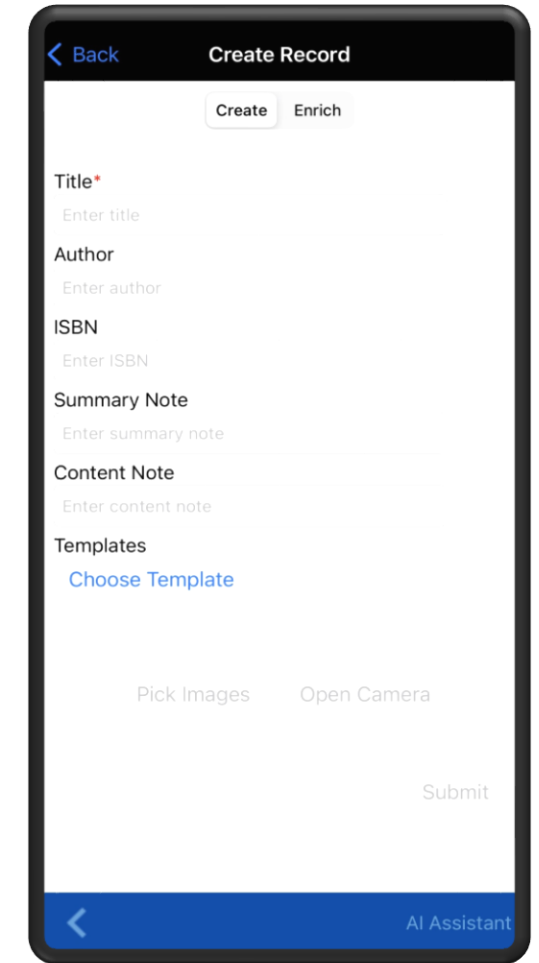 Back Create Record
Create Enrich
Title*
Enter title
Author
Enter author
ISBN
Enter ISBN
Summary Note
Enter summary note
Content Note
Enter content note
Templates
Choose Template
Pick Images Open Camera
Submit
AI Assistant